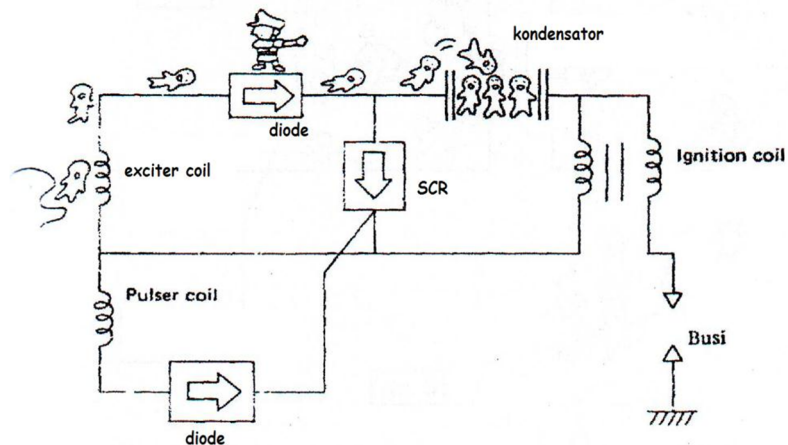 kondensator
diode
exciter coil
SCR
Ignition coil
Pulser coil
Busi
diode